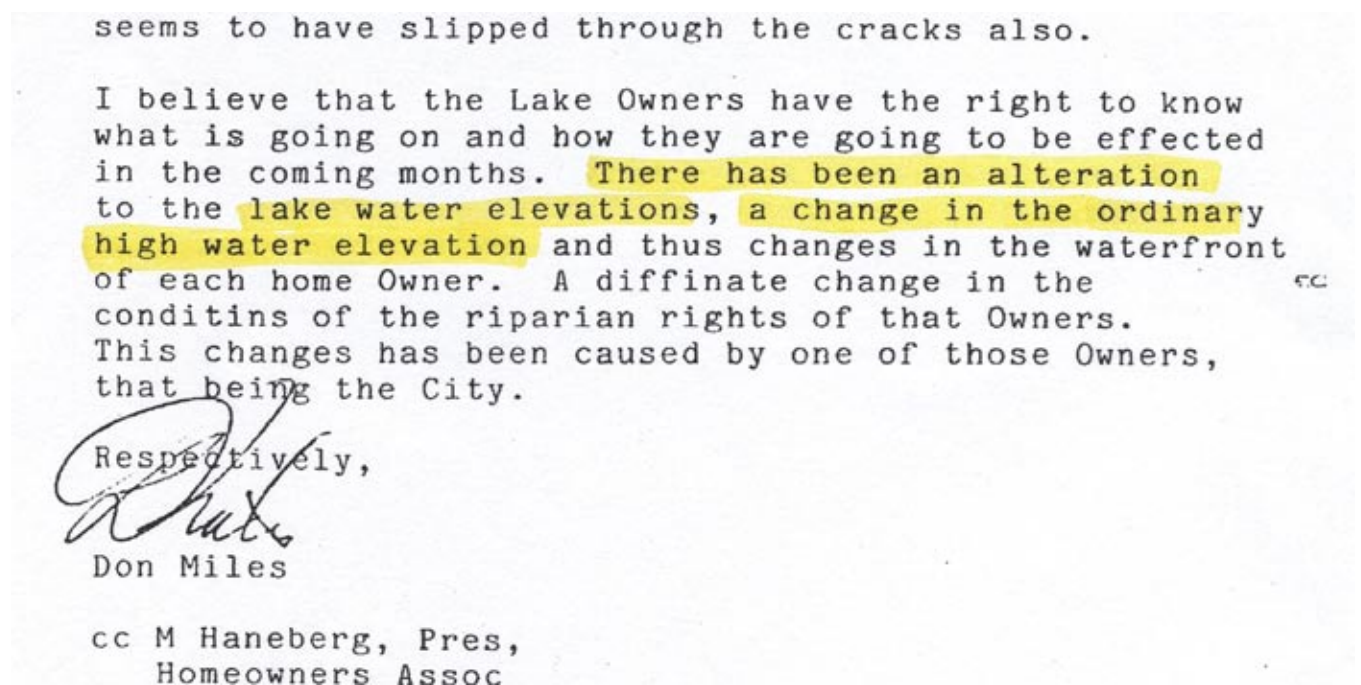 seems to have slipped through the cracks also.
I believe that the Lake Owners have the right to know
what is going on and how they are going to be effected
in the coming months. There has been an alteration
to the lake water elevations, a change in the ordinary
high water elevation and thus changes in the waterfront
of each home Owner. A diffinate change in the
conditins of the riparian rights of that Owners.
This changes has been caused by one of those Owners,
that being the City.
Respectively,
Don Miles
cc M Haneberg, Pres,
Homeowners Assoc